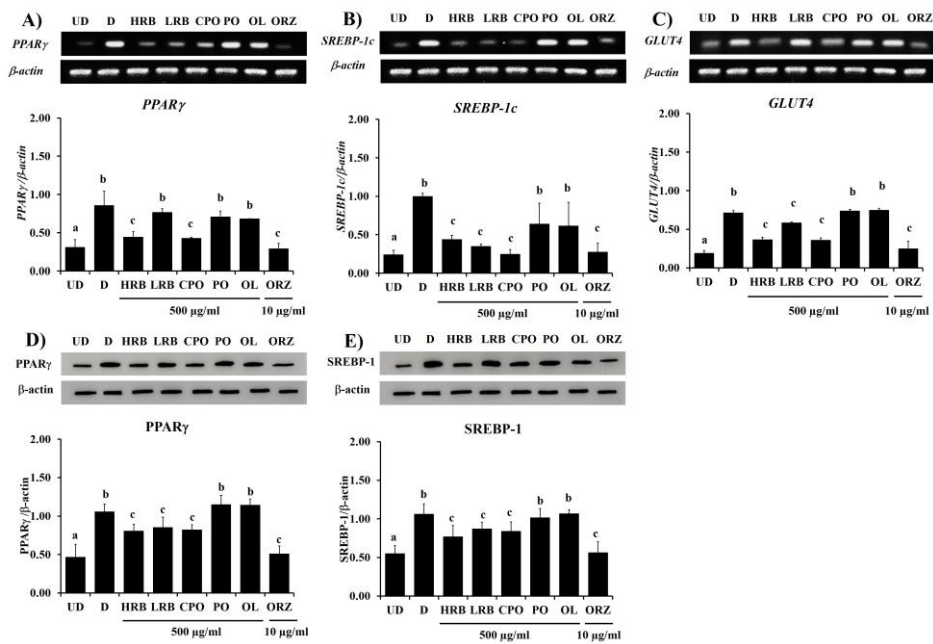 A)
UD D HRB LRB CPO PO OL ORZ
PPARγ
β-actin
PPARγ
PPARγ/β-actin
2.00
1.50
1.00
0.50
0.00
a b c b c b b c
UD D HRB LRB CPO PO OL ORZ
500 µg/ml 10 µg/ml
B)
UD D HRB LRB CPO PO OL ORZ
SREBP-1c
β-actin
SREBP-1c
SREBP-1c/β-actin
2.00
1.50
1.00
0.50
0.00
a b c c c b b c
UD D HRB LRB CPO PO OL ORZ
500 µg/ml 10 µg/ml
C)
UD D HRB LRB CPO PO OL ORZ
GLUT4
β-actin
GLUT4
GLUT4/β-actin
2.00
1.50
1.00
0.50
0.00
a b c c c b b c
UD D HRB LRB CPO PO OL ORZ
500 µg/ml 10 µg/ml
D)
UD D HRB LRB CPO PO OL ORZ
PPARγ
β-actin
PPARγ
PPARγ/β-actin
2.00
1.50
1.00
0.50
0.00
a b c c c b b c
UD D HRB LRB CPO PO OL ORZ
500 µg/ml 10 µg/ml
E)
UD D HRB LRB CPO PO OL ORZ
SREBP-1
β-actin
SREBP-1
SREBP-1/β-actin
2.00
1.50
1.00
0.50
0.00
a b c c c b b c
UD D HRB LRB CPO PO OL ORZ
500 µg/ml 10 µg/ml